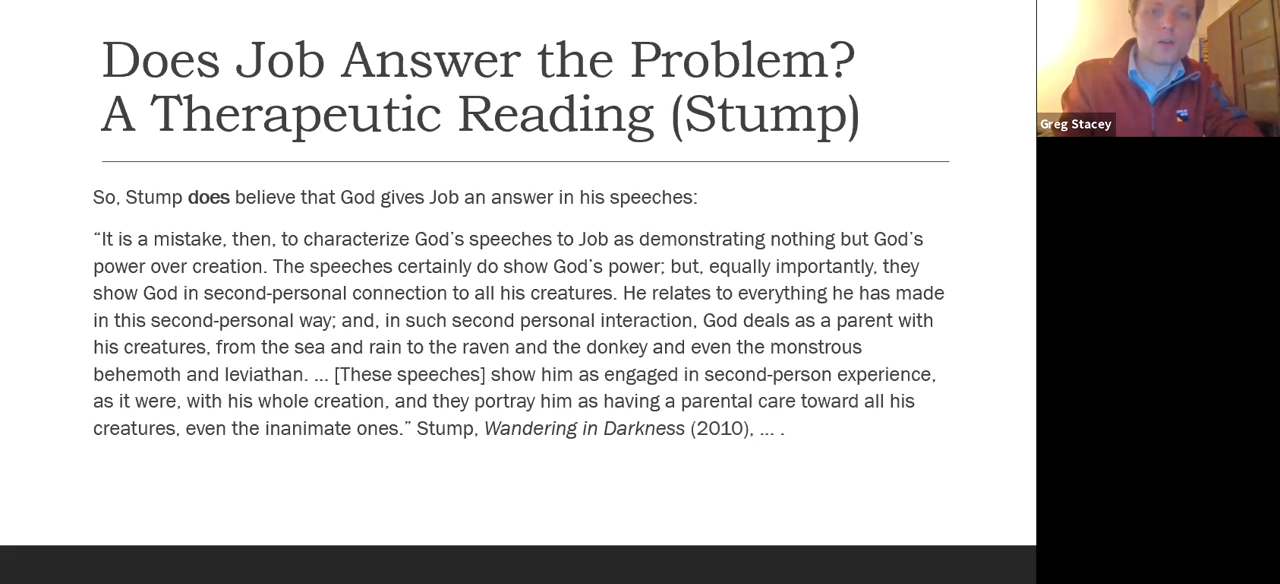 Does Job Answer the Problem?
A Therapeutic Reading (Stump)
So, Stump does believe that God gives Job an answer in his speeches:
“It is a mistake, then, to characterize God’s speeches to Job as demonstrating nothing but God’s
power over creation. The speeches certainly do show God’s power; but, equally importantly, they
show God in second-personal connection to all his creatures. He relates to everything he has made
in this second-personal way; and, in such second personal interaction, God deals as a parent with
his creatures, from the sea and rain to the raven and the donkey and even the monstrous
behemoth and leviathan. ... [These speeches] show him as engaged in second-person experience,
as it were, with his whole creation, and they portray him as having a parental care toward all his
creatures, even the inanimate ones.” Stump, Wandering in Darkness (2010), ... .
Greg Stacey